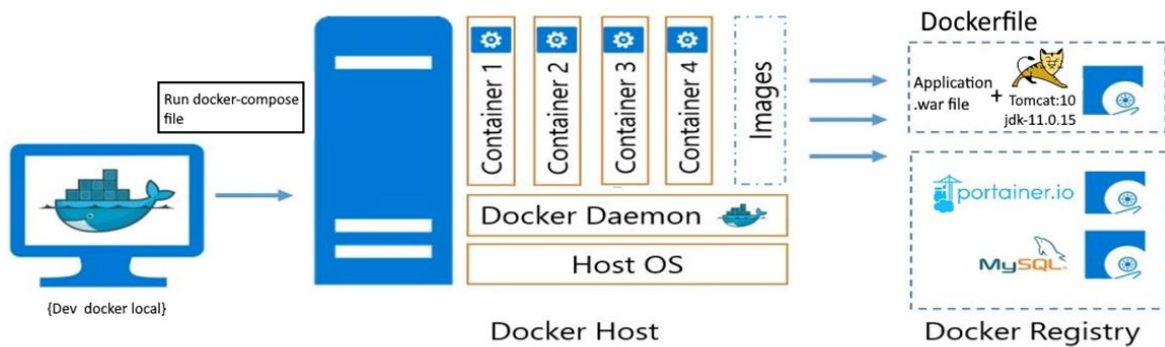 Run docker-compose
file
{Dev docker local}
Container 1
Container 2
Container 3
Container 4
Images
Docker Daemon
Host OS
Docker Host
Dockerfile
Application
.war file
+
Tomcat:10
jdk-11.0.15
portainer.io
MySQL
Docker Registry